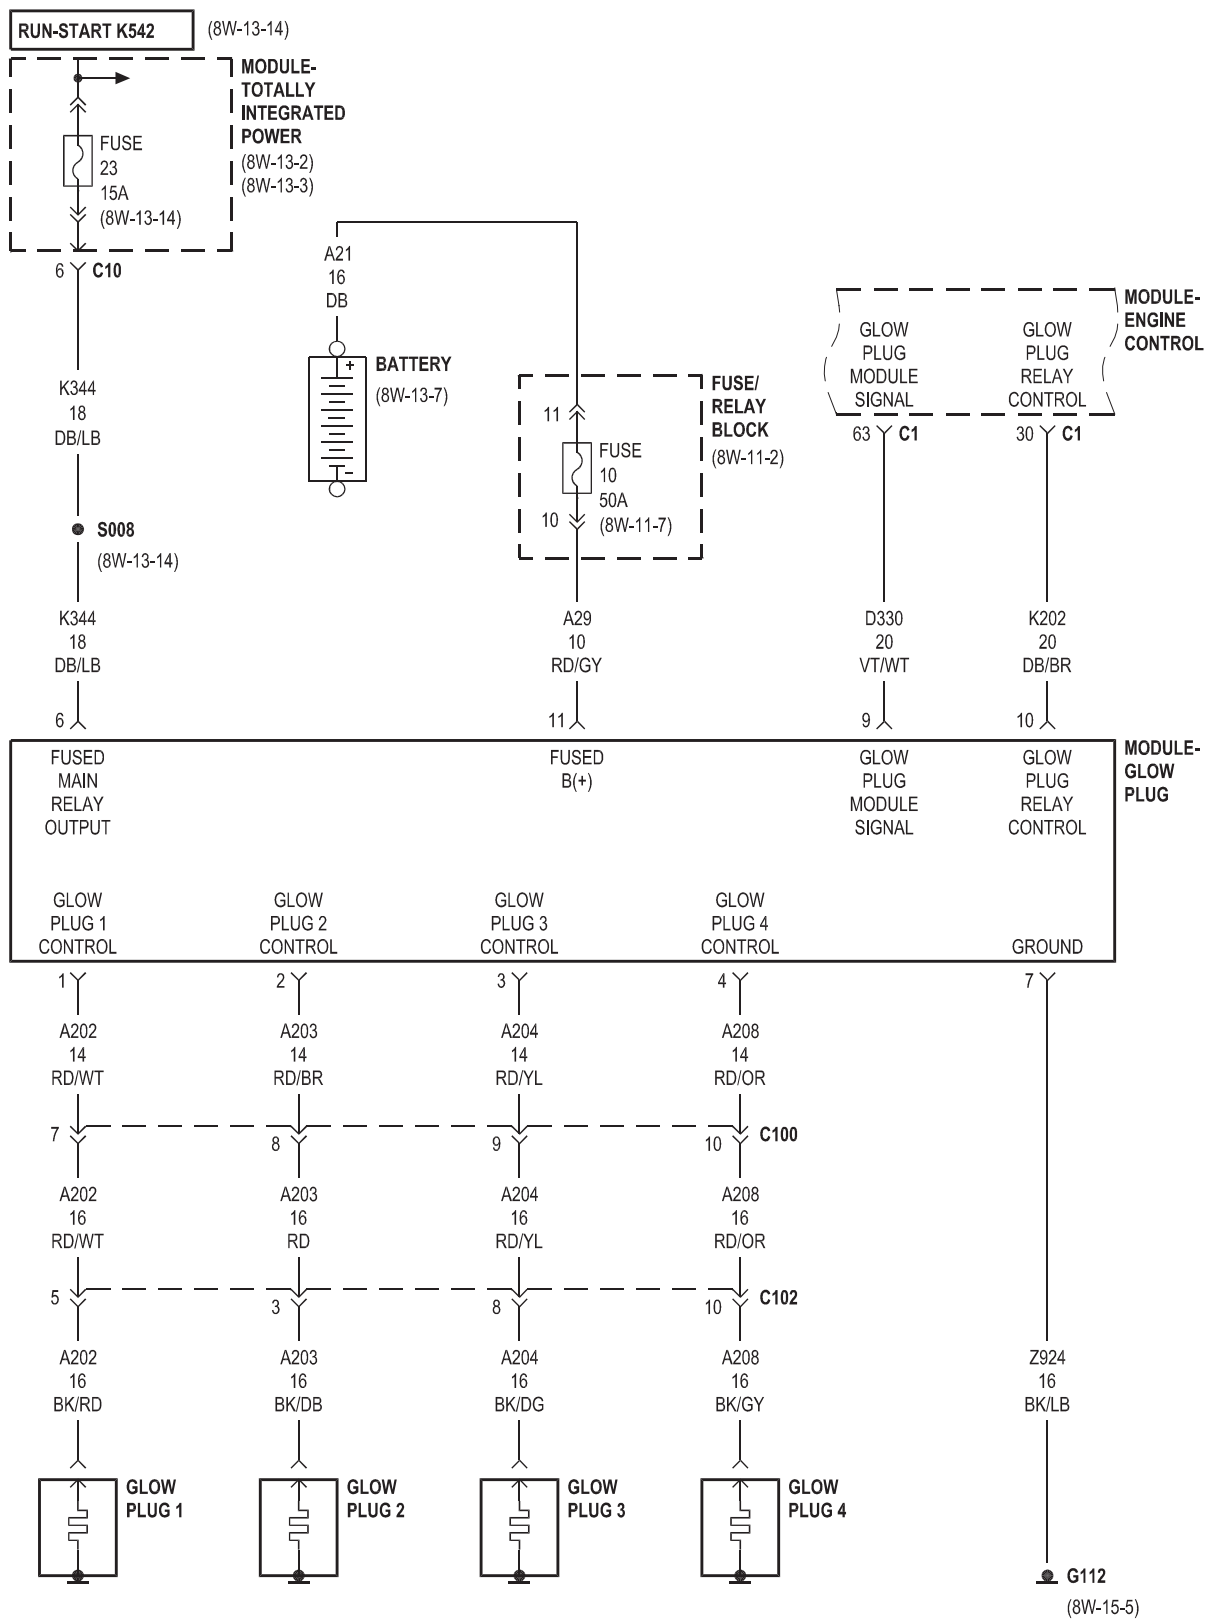 RUN-START K542
(8W-13-14)
MODULE-
TOTALLY
INTEGRATED
POWER
(8W-13-2)
(8W-13-3)
FUSE
23
15A
(8W-13-14)
6
C10
K344
18
DB/LB
S008
(8W-13-14)
K344
18
DB/LB
6
A21
16
DB
+
-
BATTERY
(8W-13-7)
FUSE/
RELAY
BLOCK
(8W-11-2)
11
FUSE
10
50A
(8W-11-7)
10
A29
10
RD/GY
11
MODULE-
ENGINE
CONTROL
GLOW
PLUG
MODULE
SIGNAL
GLOW
PLUG
RELAY
CONTROL
63
C1
30
C1
D330
20
VT/WT
9
K202
20
DB/BR
10
MODULE-
GLOW
PLUG
FUSED
MAIN
RELAY
OUTPUT
FUSED
B(+)
GLOW
PLUG
MODULE
SIGNAL
GLOW
PLUG
RELAY
CONTROL
GLOW
PLUG 1
CONTROL
GLOW
PLUG 2
CONTROL
GLOW
PLUG 3
CONTROL
GLOW
PLUG 4
CONTROL
GROUND
1
2
3
4
7
A202
14
RD/WT
A203
14
RD/BR
A204
14
RD/YL
A208
14
RD/OR
7
8
9
10
C100
A202
16
RD/WT
A203
16
RD
A204
16
RD/YL
A208
16
RD/OR
5
3
8
10
C102
A202
16
BK/RD
A203
16
BK/DB
A204
16
BK/DG
A208
16
BK/GY
Z924
16
BK/LB
GLOW
PLUG 1
GLOW
PLUG 2
GLOW
PLUG 3
GLOW
PLUG 4
G112
(8W-15-5)